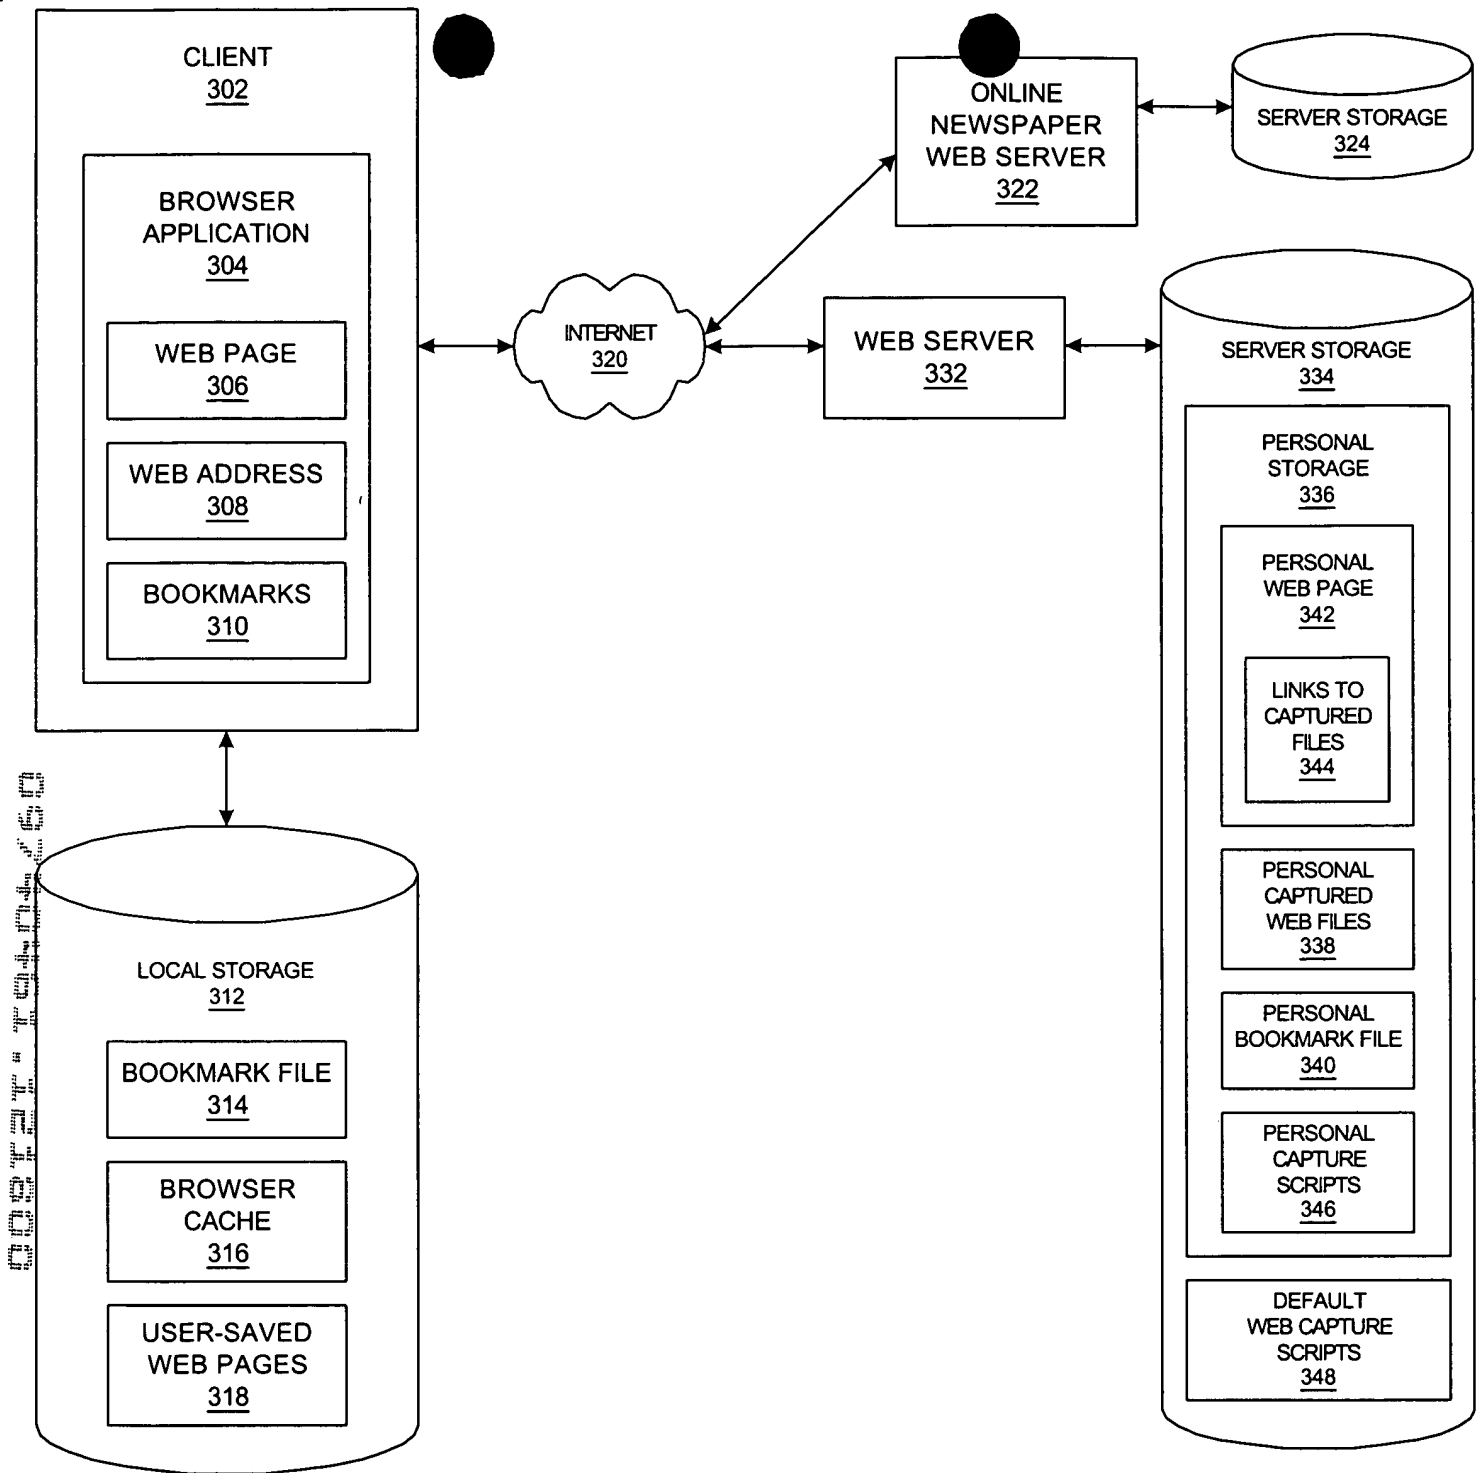 CLIENT
302
BROWSER
APPLICATION
304
WEB PAGE
306
WEB ADDRESS
308
BOOKMARKS
310
LOCAL STORAGE
312
BOOKMARK FILE
314
BROWSER
CACHE
316
USER-SAVED
WEB PAGES
318
INTERNET
320
ONLINE
NEWSPAPER
WEB SERVER
322
SERVER STORAGE
324
WEB SERVER
332
SERVER STORAGE
334
PERSONAL
STORAGE
336
PERSONAL
WEB PAGE
342
LINKS TO
CAPTURED
FILES
344
PERSONAL
CAPTURED
WEB FILES
338
PERSONAL
BOOKMARK FILE
340
PERSONAL
CAPTURE
SCRIPTS
346
DEFAULT
WEB CAPTURE
SCRIPTS
348